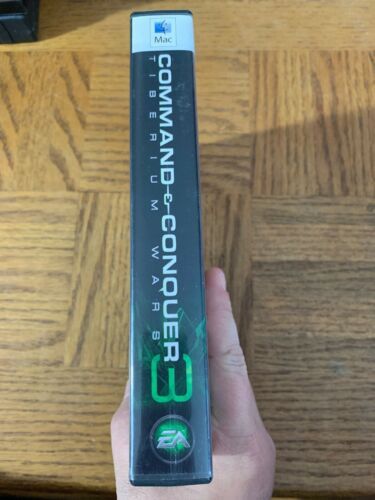 Mac
COMMAND & CONQUER 3
TIBERIUM WARS
EA